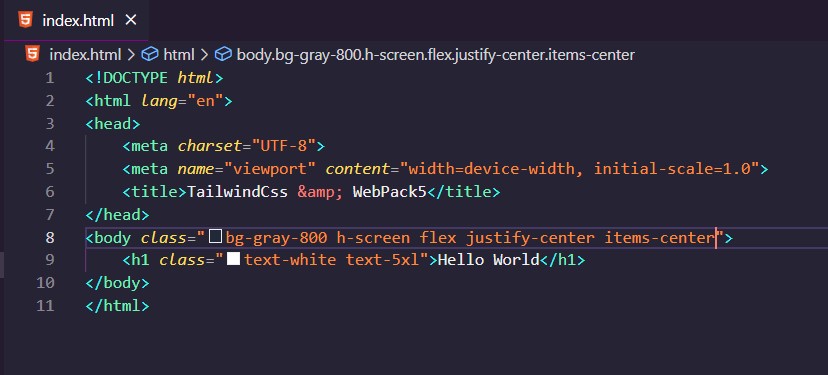 index.html ×
index.html > html > body.bg-gray-800.h-screen.flex.justify-center.items-center
1 <!DOCTYPE html>
2 <html lang="en">
3 <head>
4     <meta charset="UTF-8">
5     <meta name="viewport" content="width=device-width, initial-scale=1.0">
6     <title>TailwindCss &amp; WebPack5</title>
7 </head>
8 <body class="bg-gray-800 h-screen flex justify-center items-center">
9     <h1 class="text-white text-5xl">Hello World</h1>
10 </body>
11 </html>